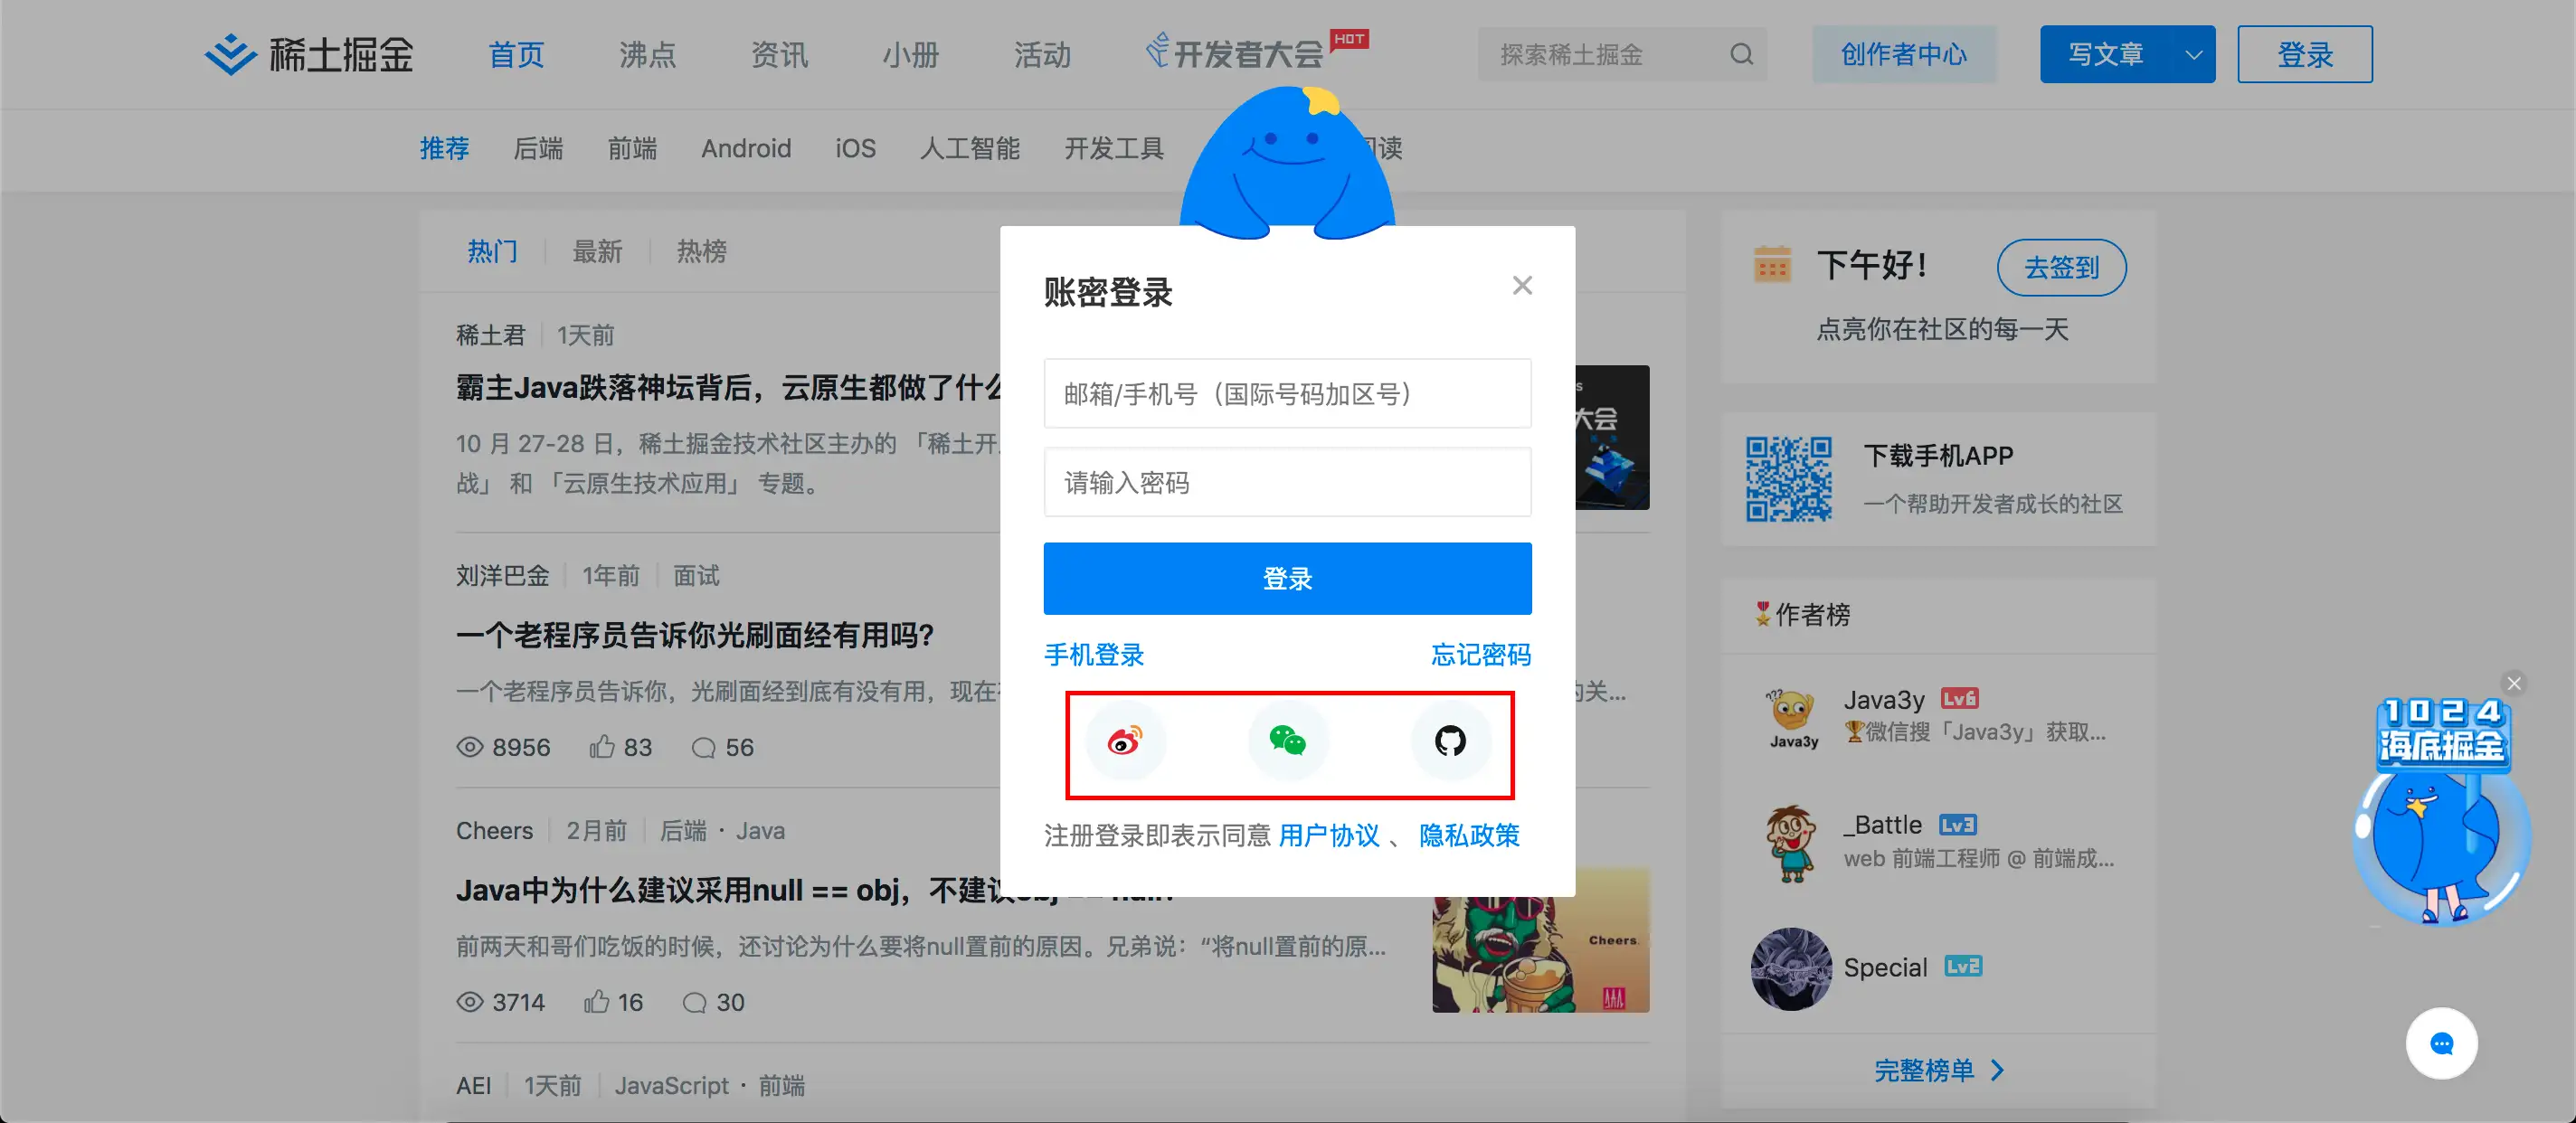 稀土掘金 首页 沸点 资讯 小册 活动 开发者大会 HOT 探索稀土掘金 创作者中心 写文章 登录
推荐 后端 前端 Android iOS 人工智能 开发工具 阅读
热门 最新 热榜
稀土君 1天前
霸主Java跌落神坛背后，云原生都做了什么
10 月 27-28 日，稀土掘金技术社区主办的 「稀土开
战」 和 「云原生技术应用」 专题。
大会
刘洋巴金 1年前 面试
一个老程序员告诉你光刷面经有用吗？
一个老程序员告诉你，光刷面经到底有没有用，现在
的关...
8956 83 56
Cheers 2月前 后端 · Java
Java中为什么建议采用null == obj，不建议obj == null?
前两天和哥们吃饭的时候，还讨论为什么要将null置前的原因。兄弟说：“将null置前的原...
Cheers
3714 16 30
AEI 1天前 JavaScript · 前端
账密登录
邮箱/手机号（国际号码加区号）
请输入密码
登录
手机登录 忘记密码
注册登录即表示同意 用户协议 、 隐私政策
下午好！ 去签到
点亮你在社区的每一天
下载手机APP
一个帮助开发者成长的社区
作者榜
???
Java3y
Java3y Lv6
微信搜「Java3y」获取...
_Battle Lv3
web 前端工程师 @ 前端成...
Special Lv2
完整榜单
1024
海底掘金